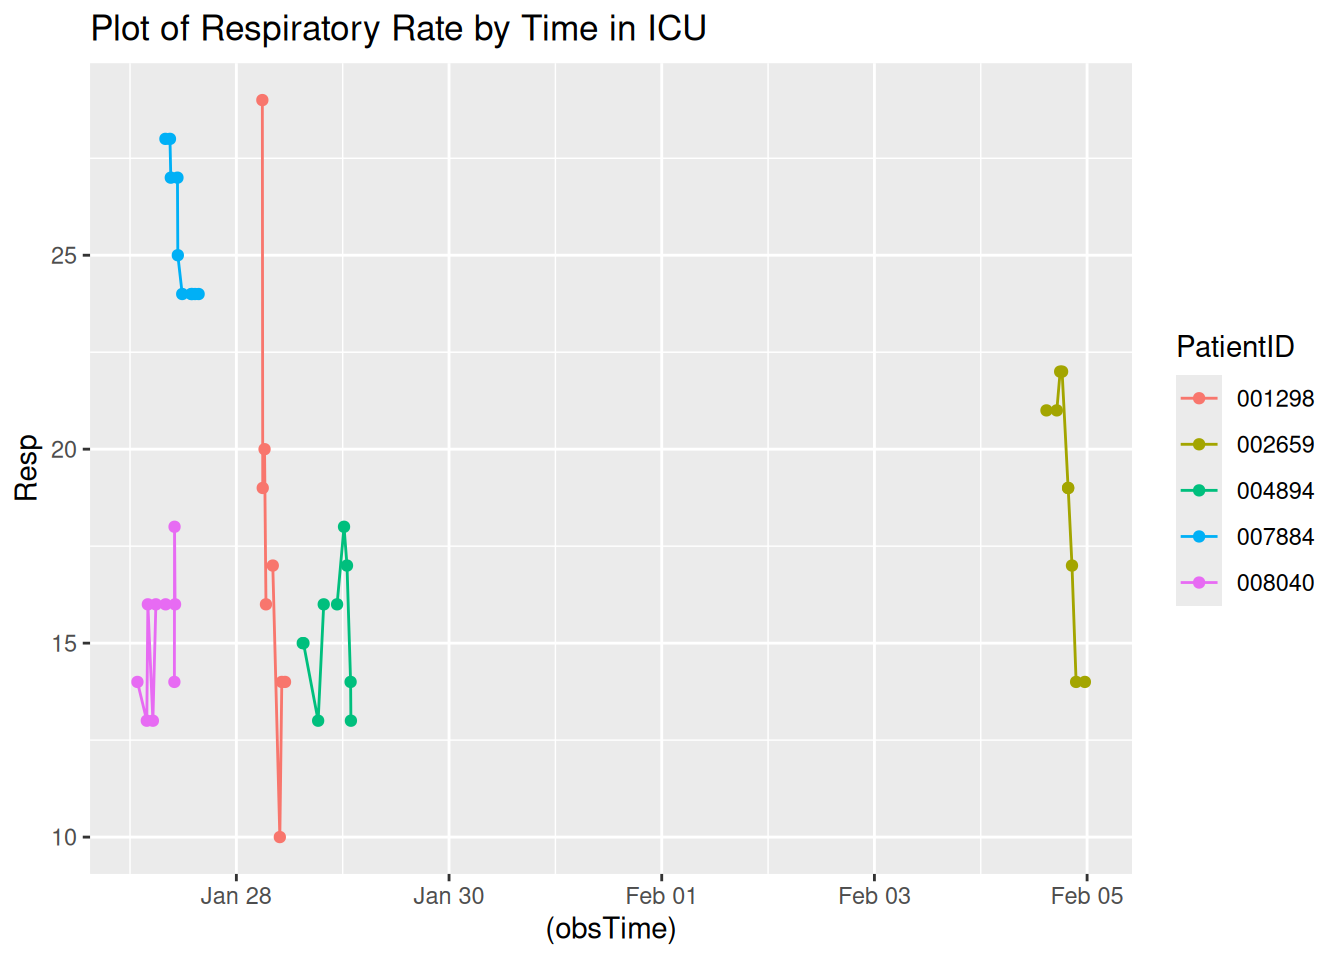 Plot of Respiratory Rate by Time in ICU
Resp
25
20
15
10
Jan 28
Jan 30
Feb 01
Feb 03
Feb 05
(obsTime)
PatientID
001298
002659
004894
007884
008040